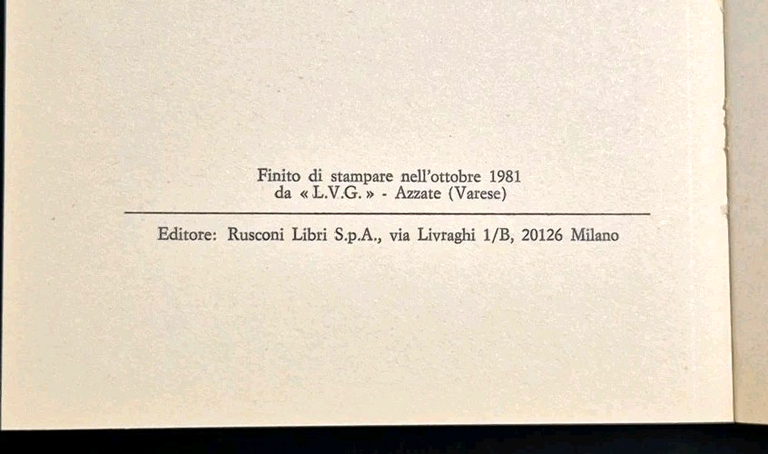 Finito di stampare nell'ottobre 1981
da « L.V.G. » - Azzate (Varese)
Editore: Rusconi Libri S.p.A., via Livraghi 1/B, 20126 Milano